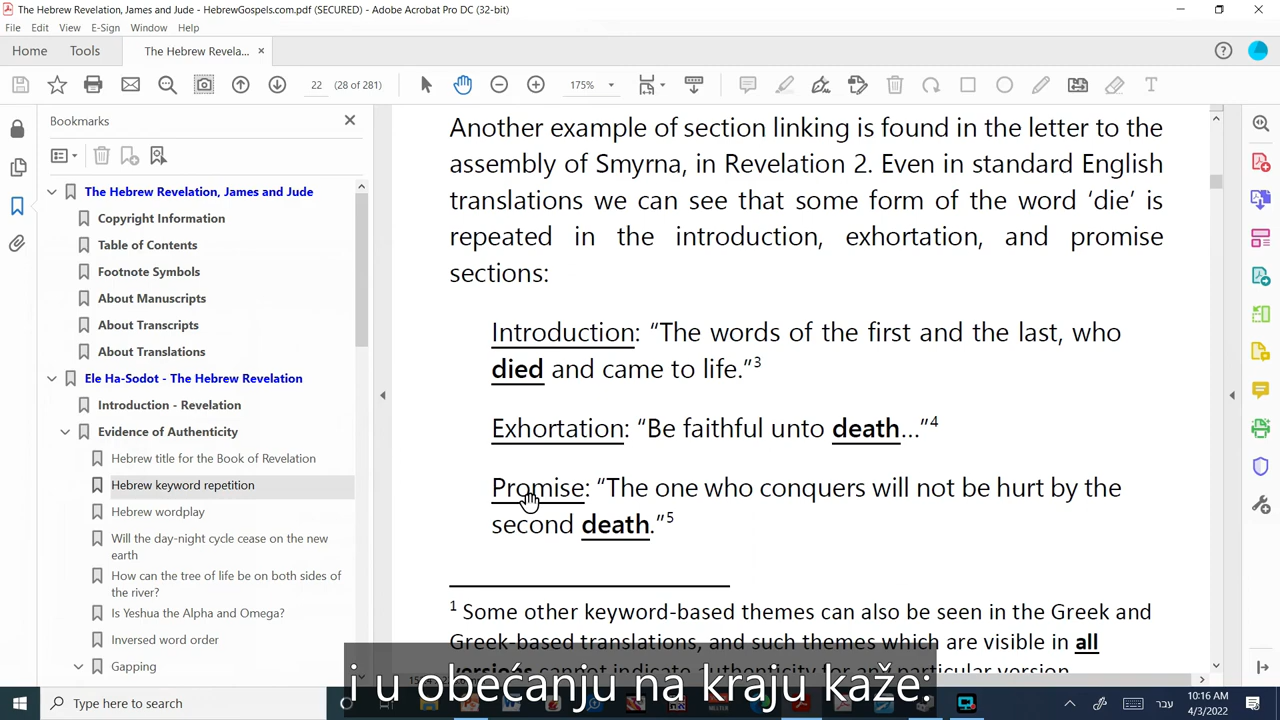 The Hebrew Revelation, James and Jude - HebrewGospels.com.pdf (SECURED) - Adobe Acrobat Pro DC (32-bit)
File Edit View E-Sign Window Help
Home Tools The Hebrew Revela...
22 (28 of 281) 175%
Bookmarks
The Hebrew Revelation, James and Jude
Copyright Information
Table of Contents
Footnote Symbols
About Manuscripts
About Transcripts
About Translations
Ele Ha-Sodot - The Hebrew Revelation
Introduction - Revelation
Evidence of Authenticity
Hebrew title for the Book of Revelation
Hebrew keyword repetition
Hebrew wordplay
Will the day-night cycle cease on the new
earth
How can the tree of life be on both sides of
the river?
Is Yeshua the Alpha and Omega?
Inversed word order
Gapping
Another example of section linking is found in the letter to the
assembly of Smyrna, in Revelation 2. Even in standard English
translations we can see that some form of the word ‘die’ is
repeated in the introduction, exhortation, and promise
sections:
Introduction: “The words of the first and the last, who
died and came to life.”3
Exhortation: “Be faithful unto death...”4
Promise: “The one who conquers will not be hurt by the
second death.”5
1 Some other keyword-based themes can also be seen in the Greek and
Greek-based translations, and such themes which are visible in all
i u obećanju na kraju kaže:
Type here to search
עבר
10:16 AM
4/3/2022